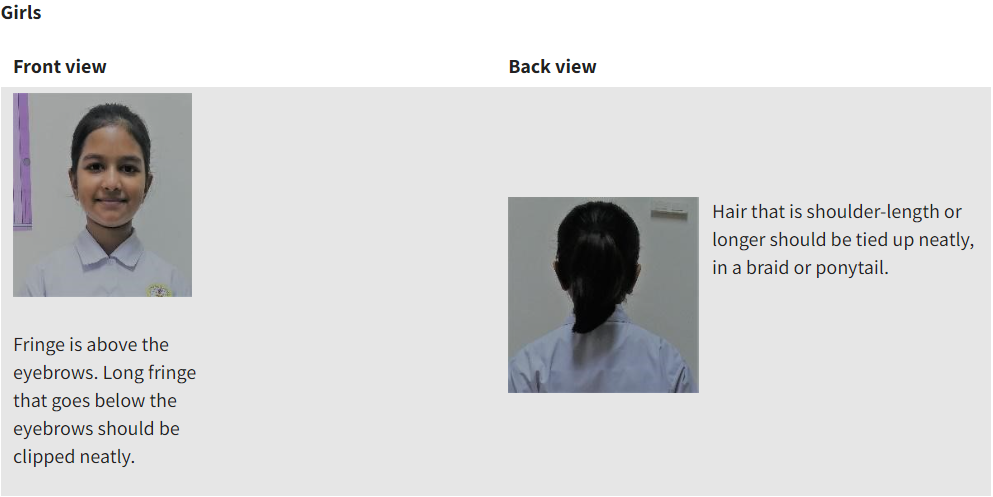 Girls
Front view
Back view
Fringe is above the
eyebrows. Long fringe
that goes below the
eyebrows should be
clipped neatly.
Hair that is shoulder-length or
longer should be tied up neatly,
in a braid or ponytail.